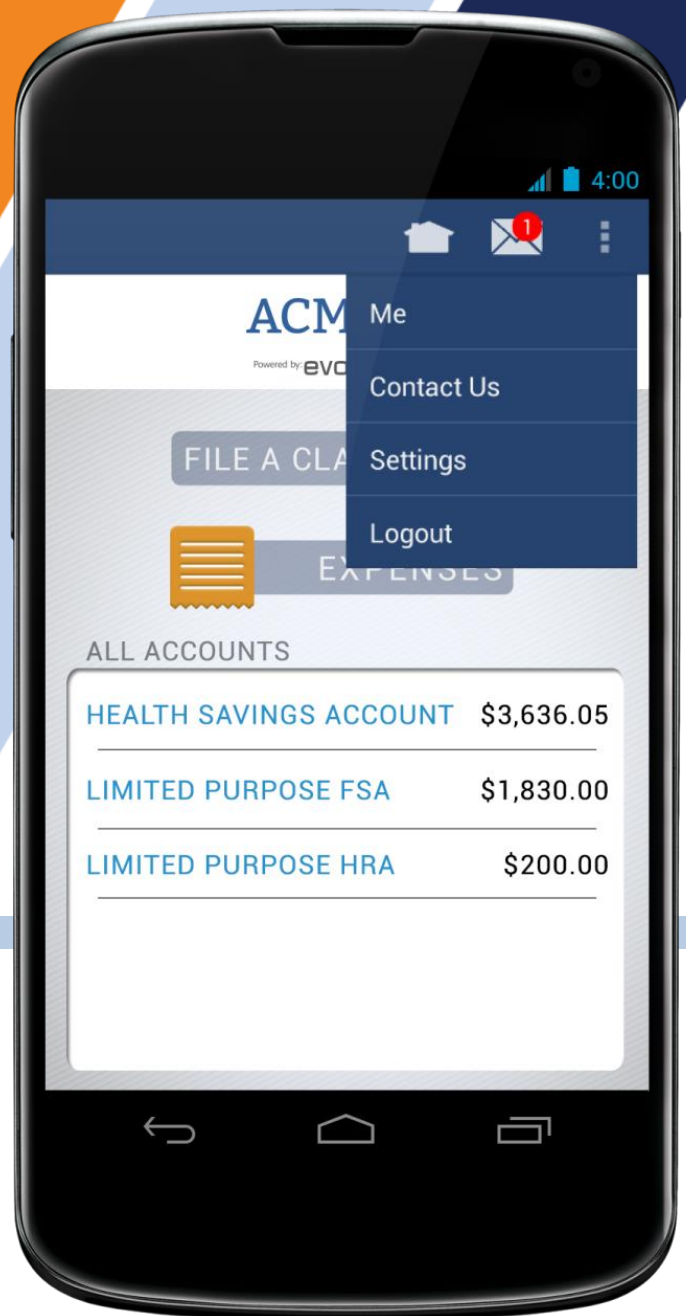 4:00
1
ACM
Powered by: evo
Me
Contact Us
Settings
Logout
FILE A CLA
EXPENSES
ALL ACCOUNTS
HEALTH SAVINGS ACCOUNT $3,636.05
LIMITED PURPOSE FSA $1,830.00
LIMITED PURPOSE HRA $200.00